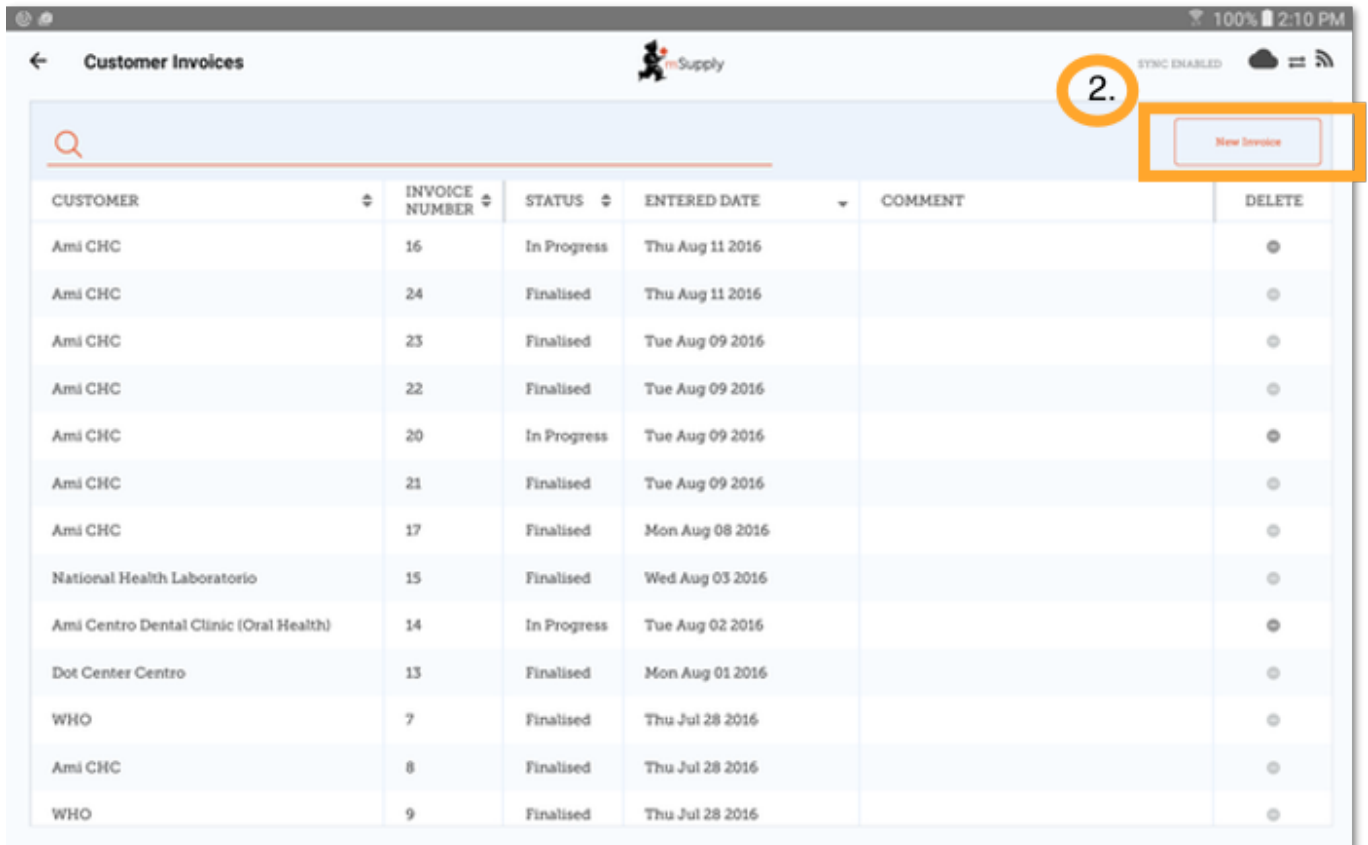 100% 2:10 PM
Customer Invoices
mSupply
SYNC ENABLED
2.
New Invoice
CUSTOMER INVOICE NUMBER STATUS ENTERED DATE COMMENT DELETE
Ami CHC 16 In Progress Thu Aug 11 2016
Ami CHC 24 Finalised Thu Aug 11 2016
Ami CHC 23 Finalised Tue Aug 09 2016
Ami CHC 22 Finalised Tue Aug 09 2016
Ami CHC 20 In Progress Tue Aug 09 2016
Ami CHC 21 Finalised Tue Aug 09 2016
Ami CHC 17 Finalised Mon Aug 08 2016
National Health Laboratorio 15 Finalised Wed Aug 03 2016
Ami Centro Dental Clinic (Oral Health) 14 In Progress Tue Aug 02 2016
Dot Center Centro 13 Finalised Mon Aug 01 2016
WHO 7 Finalised Thu Jul 28 2016
Ami CHC 8 Finalised Thu Jul 28 2016
WHO 9 Finalised Thu Jul 28 2016